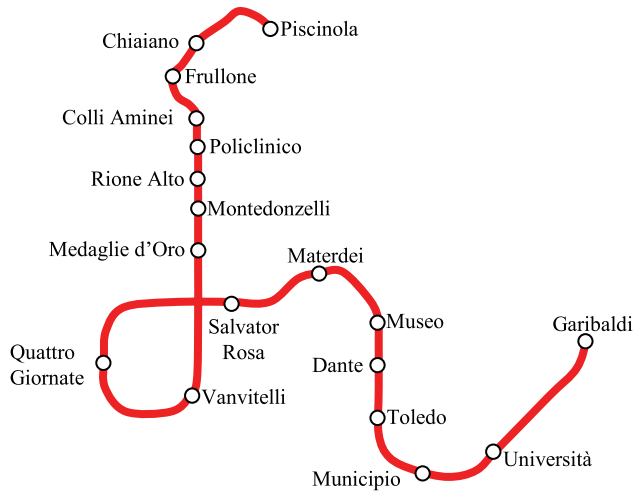 Piscinola
Chiaiano
Frullone
Colli Aminei
Policlinico
Rione Alto
Montedonzelli
Medaglie d'Oro
Materdei
Salvator
Rosa
Museo
Garibaldi
Quattro
Giornate
Dante
Vanvitelli
Toledo
Università
Municipio